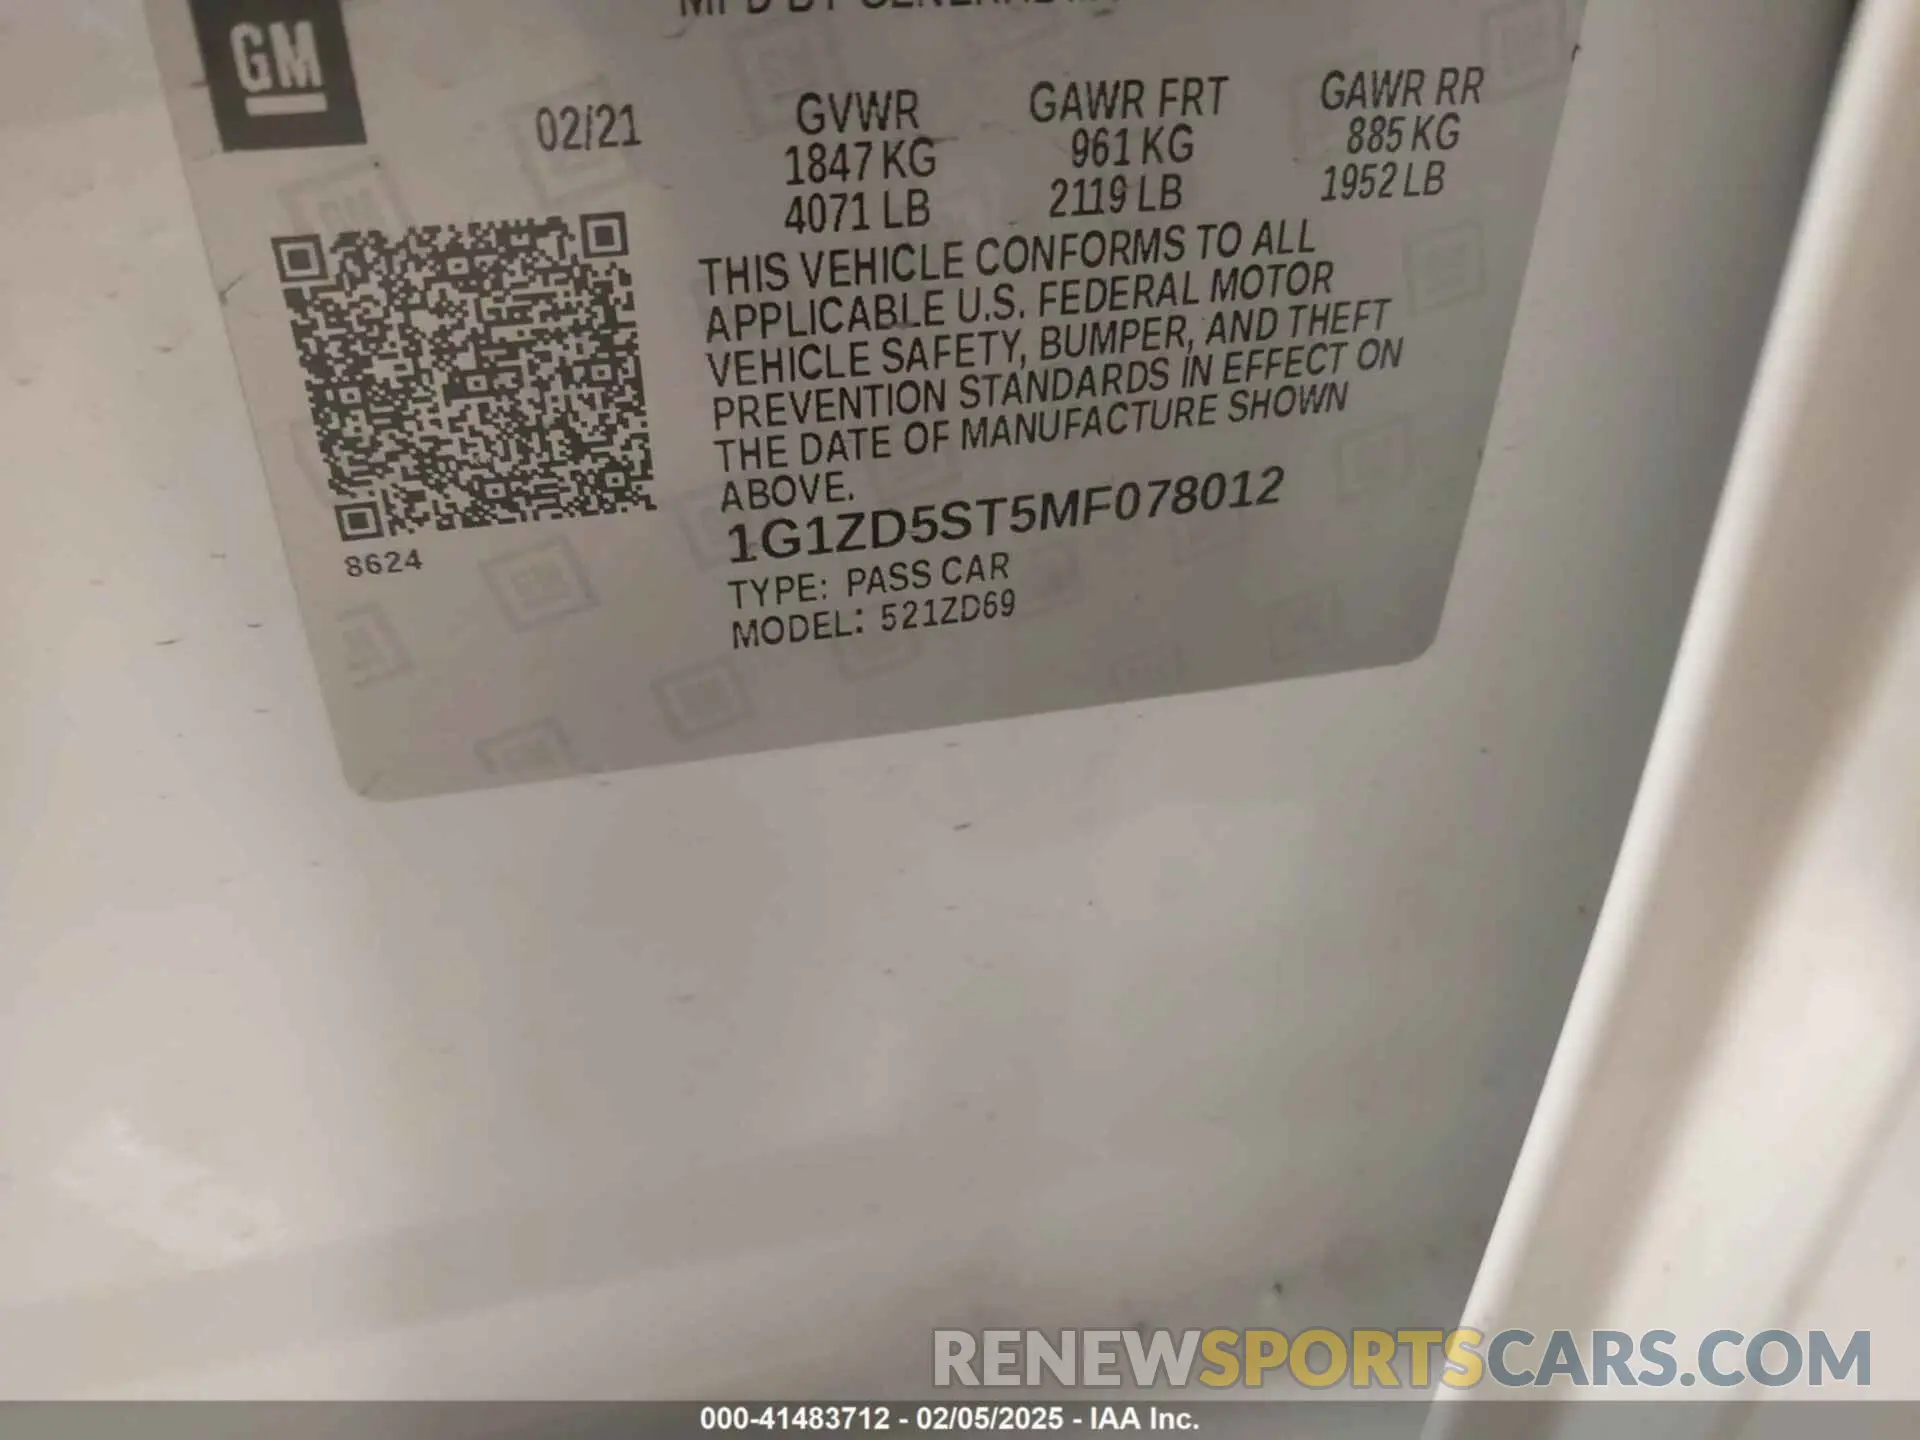 MFD BY GENERAL
GM
02/21
GVWR
1847 KG
4071 LB
GAWR FRT
961 KG
2119 LB
GAWR RR
885 KG
1952 LB
THIS VEHICLE CONFORMS TO ALL
APPLICABLE U.S. FEDERAL MOTOR
VEHICLE SAFETY, BUMPER, AND THEFT
PREVENTION STANDARDS IN EFFECT ON
THE DATE OF MANUFACTURE SHOWN
ABOVE.
1G1ZD5ST5MF078012
8624
TYPE: PASS CAR
MODEL: 521ZD69
RENEWSPORTSCARS.COM
000-41483712 - 02/05/2025 - IAA Inc.